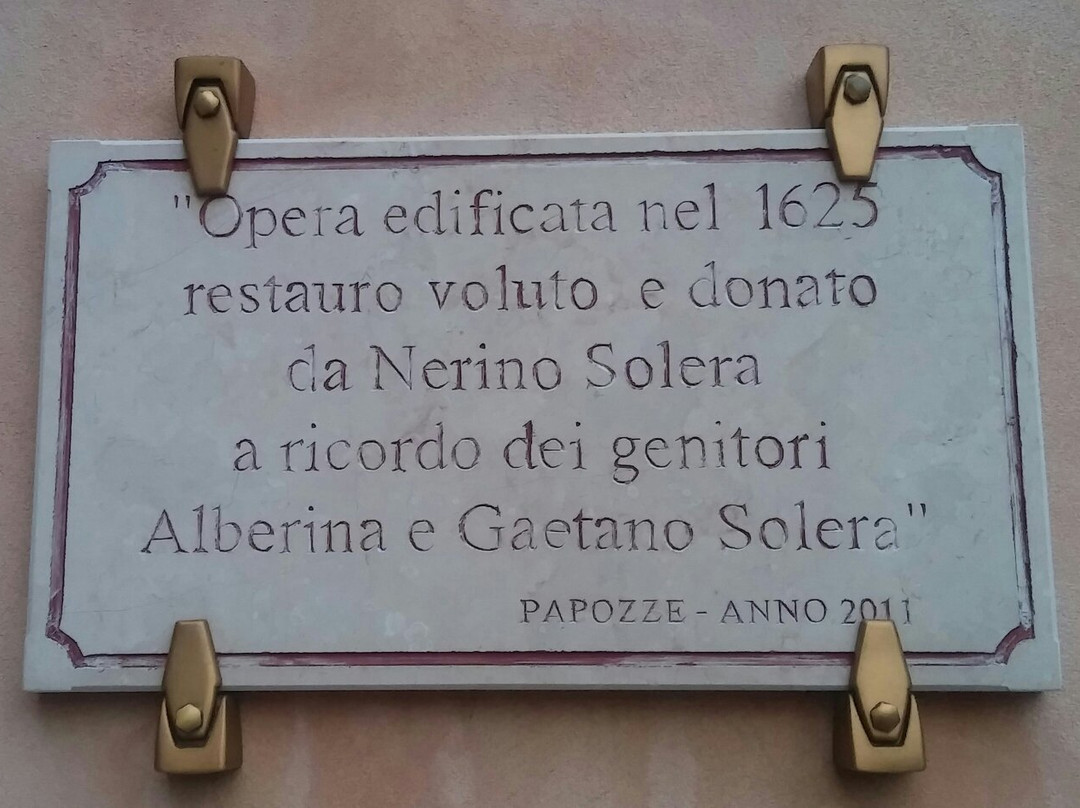 "Opera edificata nel 1625
restauro voluto e donato
da Nerino Solera
a ricordo dei genitori
Alberina e Gaetano Solera"
PAPOZZE - ANNO 2011